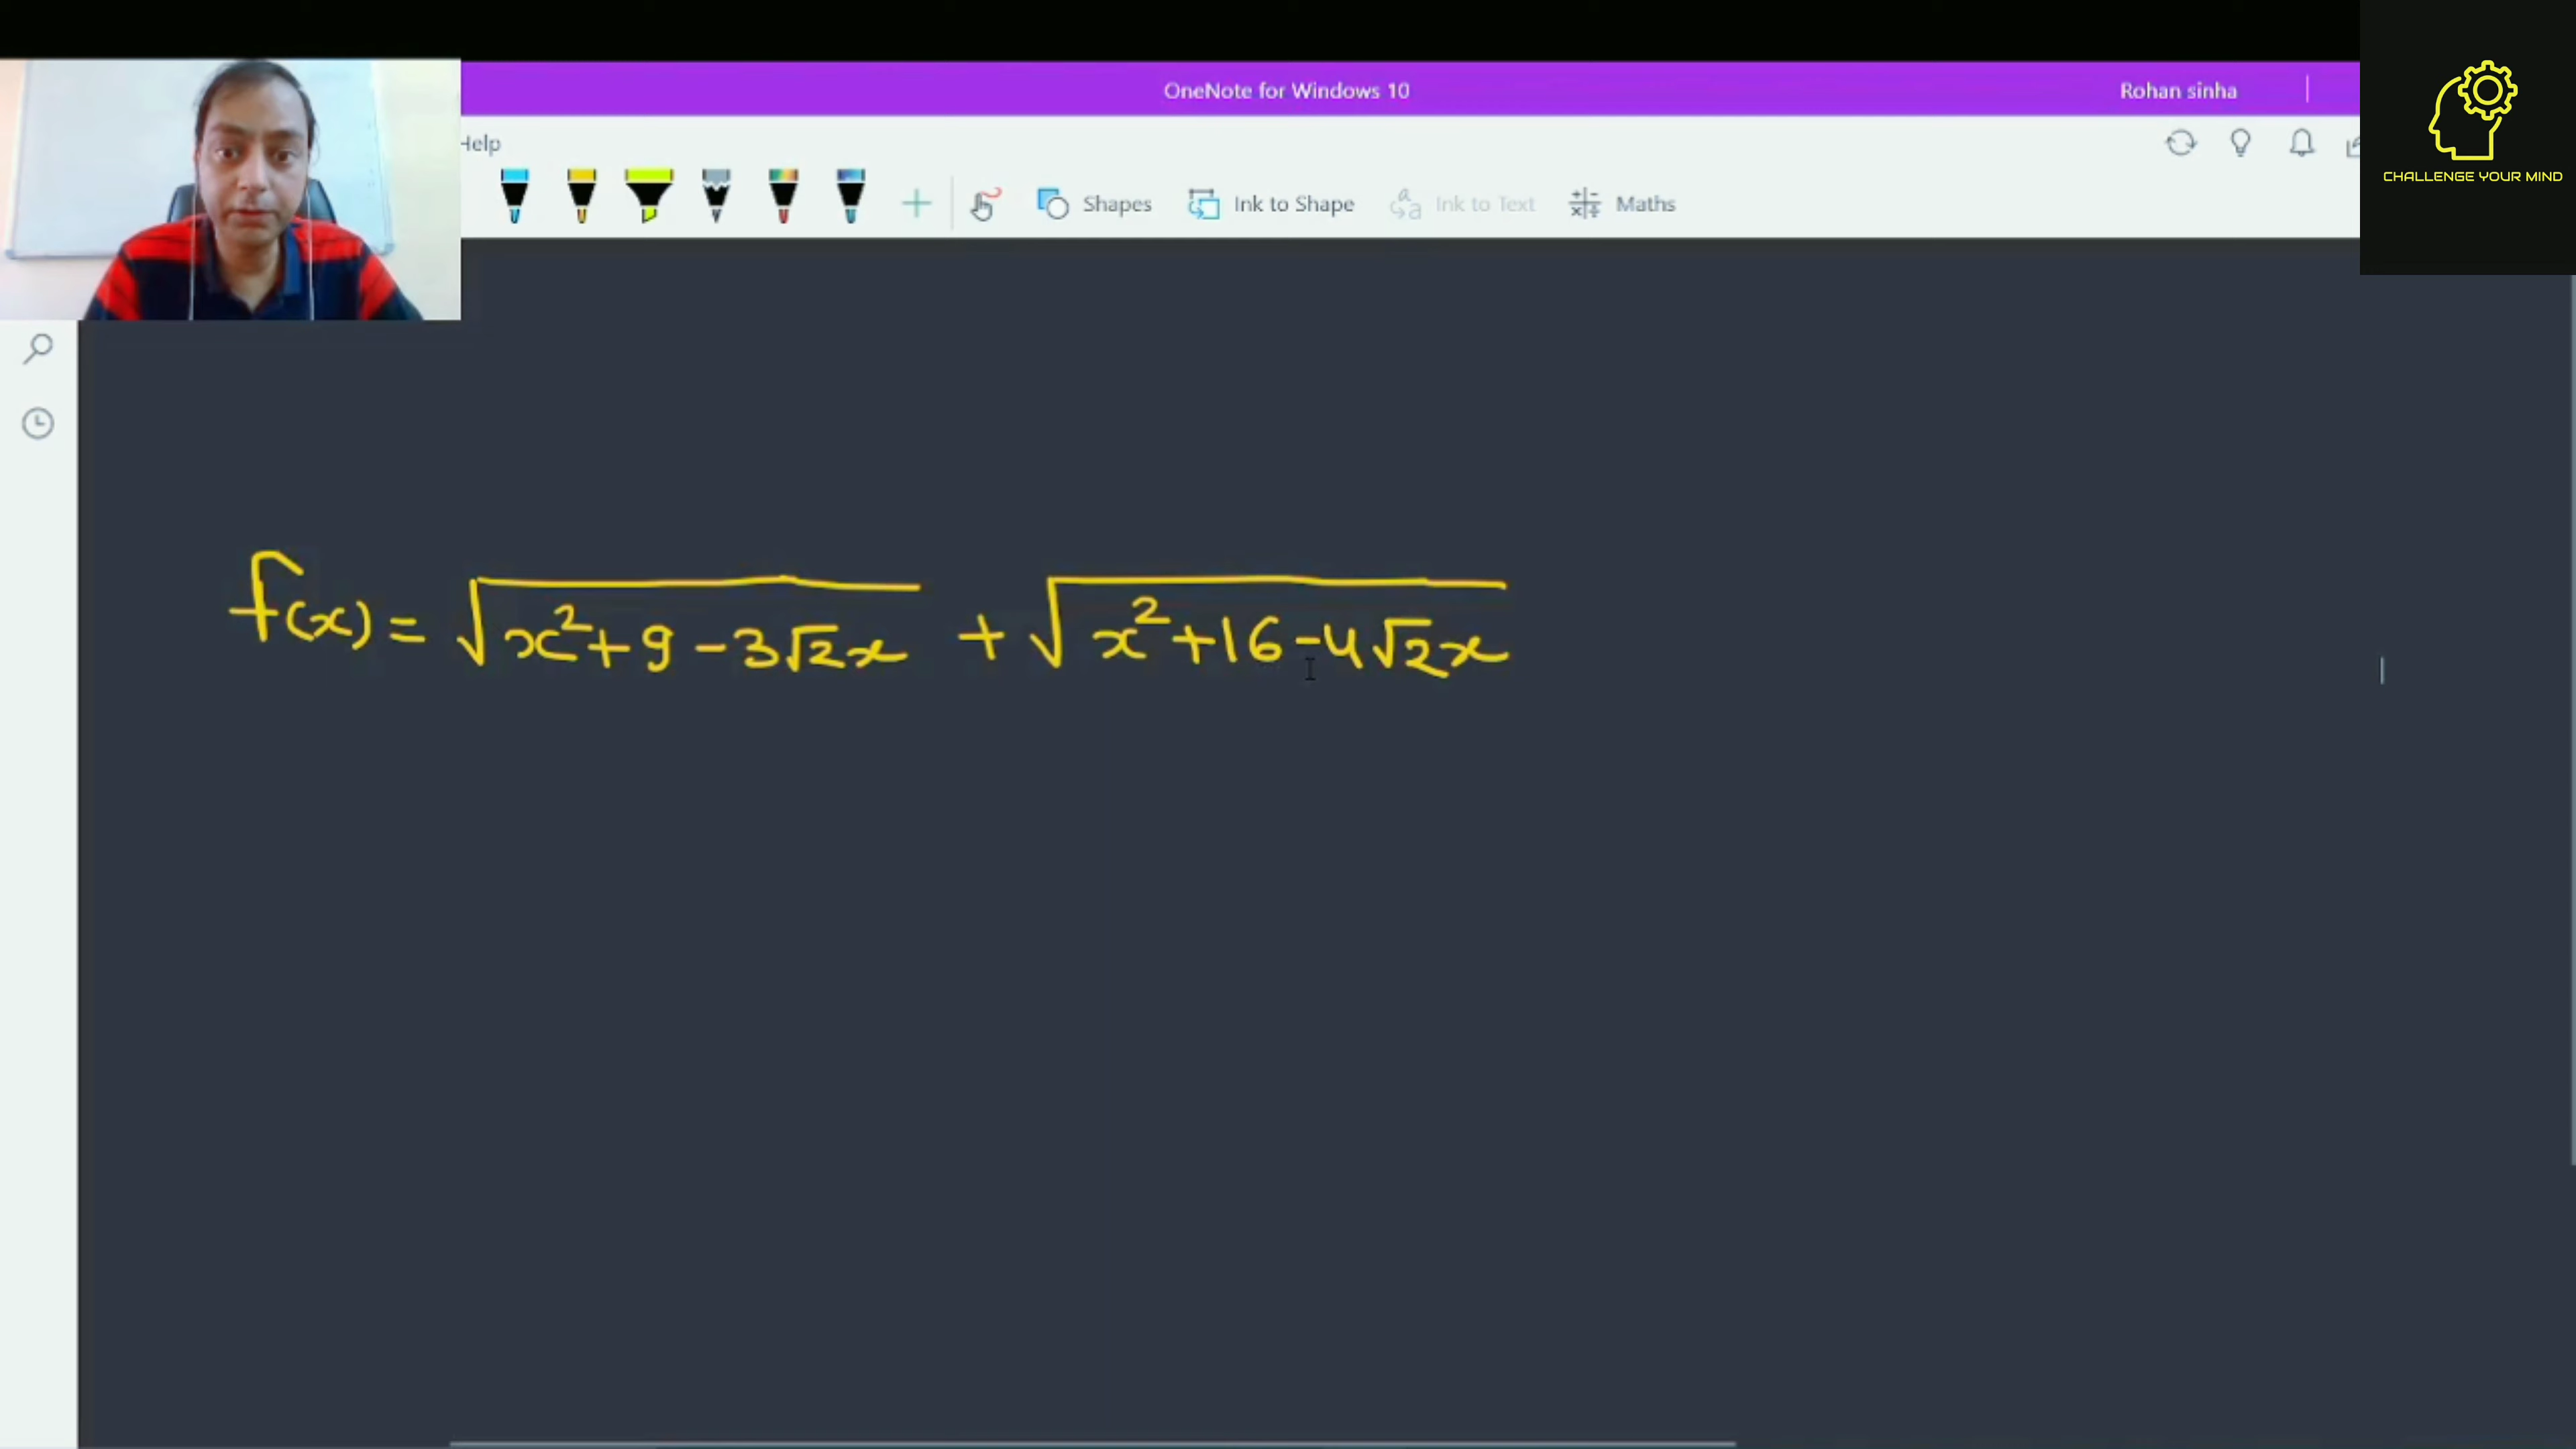 OneNote for Windows 10
Rohan sinha
CHALLENGE YOUR MIND
Help
Shapes
Ink to Shape
Ink to Text
Maths
f(x) = √(x²+9-3√2x) + √(x²+16-4√2x)